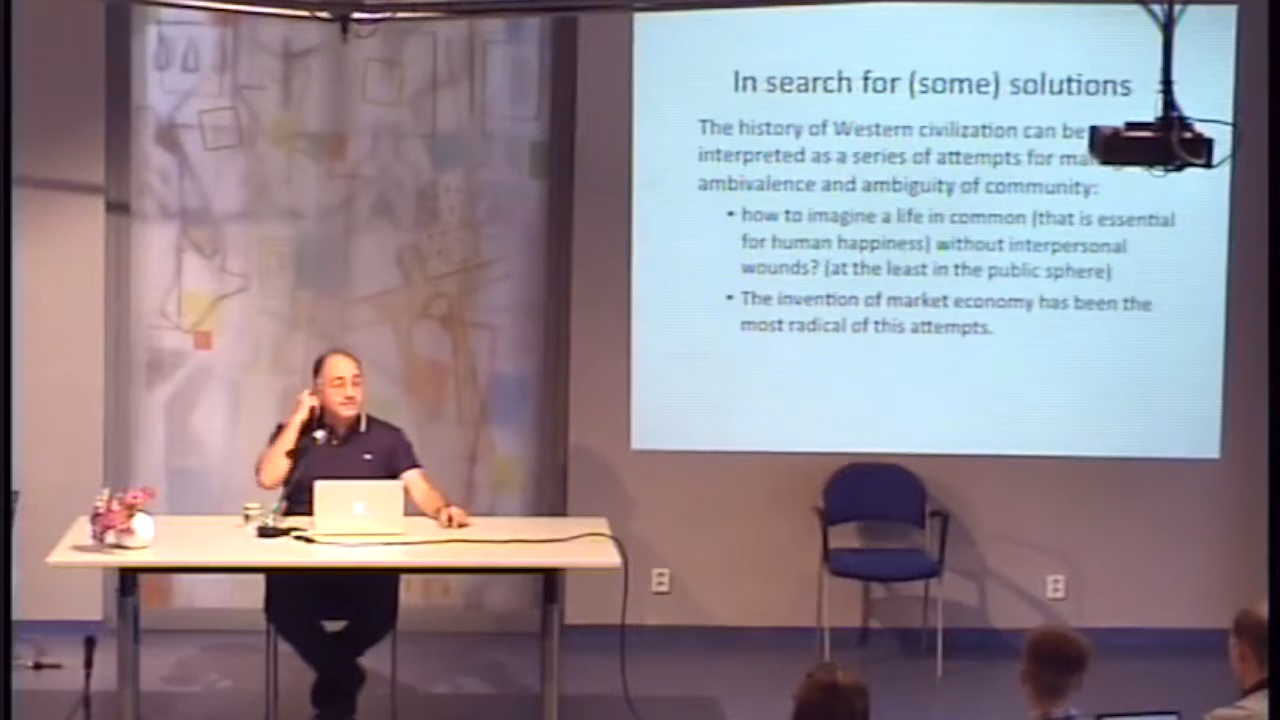 In search for (some) solutions
The history of Western civilization can be
interpreted as a series of attempts for
ambivalence and ambiguity of community:
• how to imagine a life in common (that is essential
for human happiness) without interpersonal
wounds? (at the least in the public sphere)
• The invention of market economy has been the
most radical of this attempts.